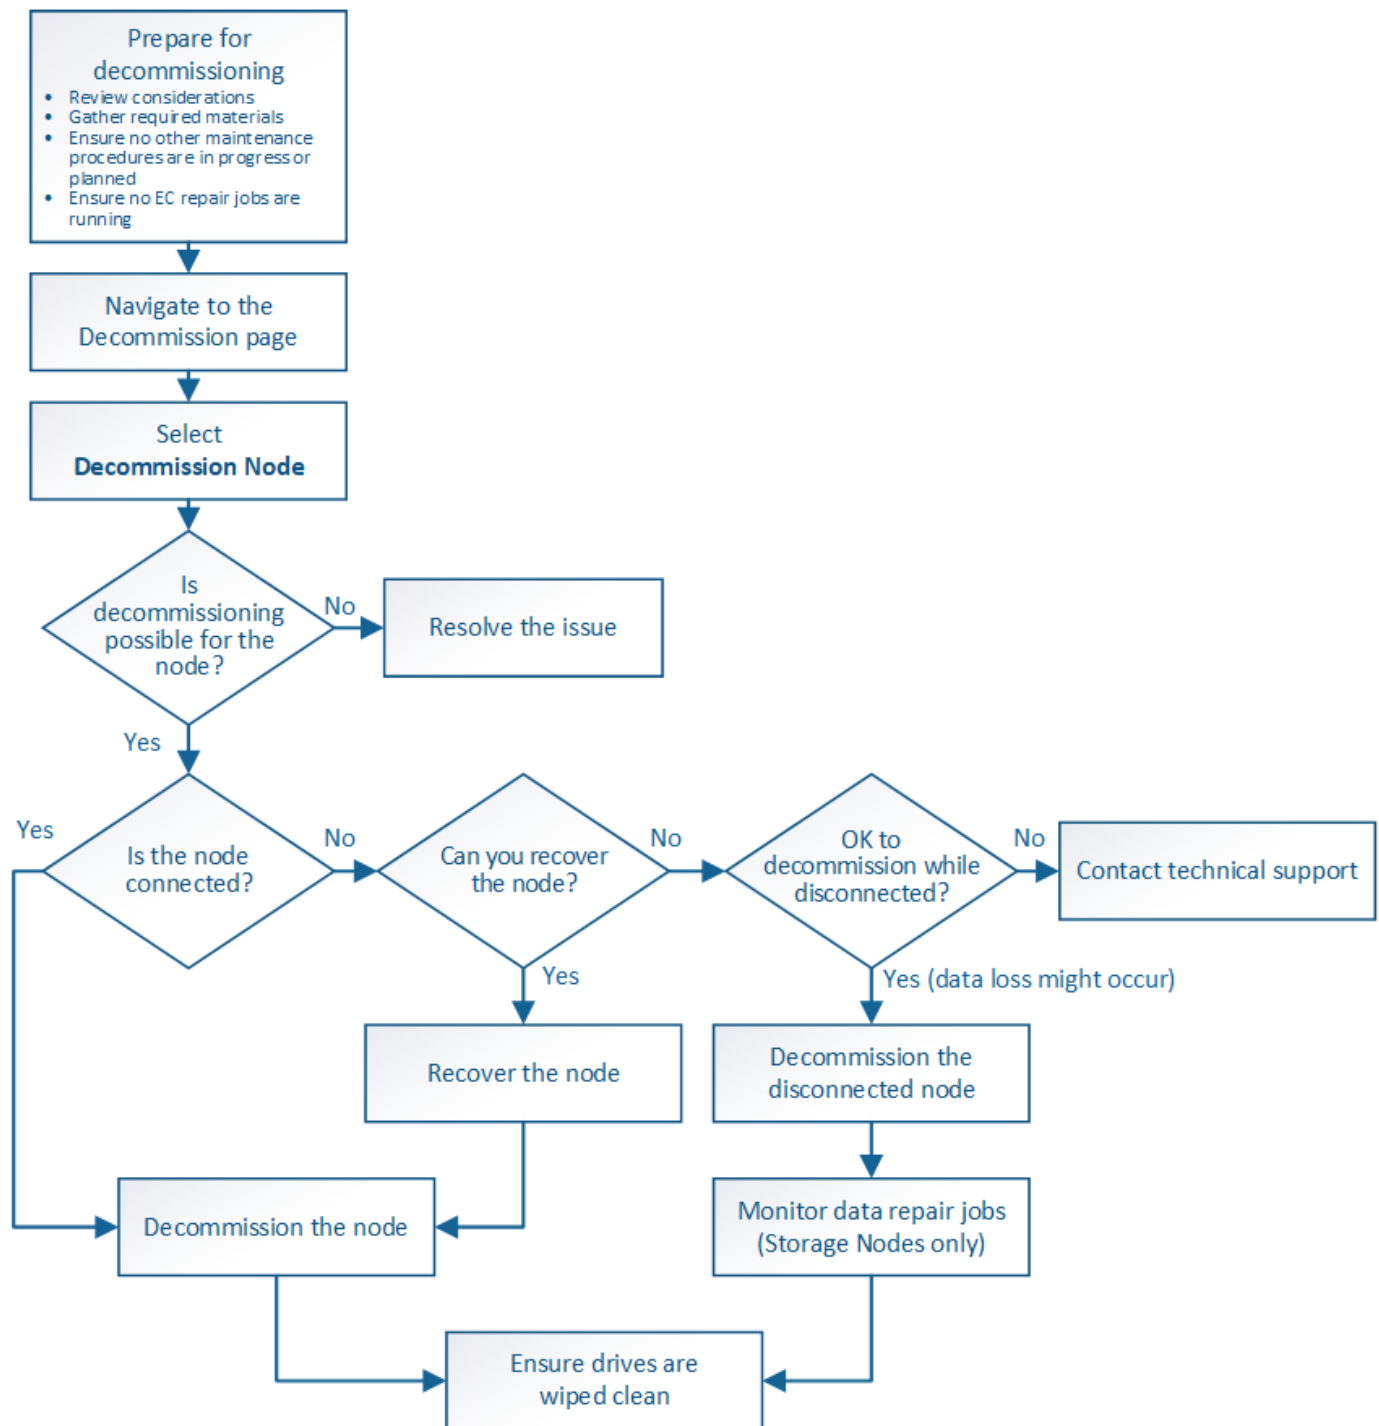 Prepare for
decommissioning
• Review considerations
• Gather required materials
• Ensure no other maintenance
procedures are in progress or
planned
• Ensure no EC repair jobs are
running
Navigate to the
Decommission page
Select
Decommission Node
Is
decommissioning
possible for the
node?
No
Resolve the issue
Yes
Yes
Is the node
connected?
No
Can you recover
the node?
No
OK to
decommission while
disconnected?
No
Contact technical support
Yes
Yes (data loss might occur)
Recover the node
Decommission the
disconnected node
Decommission the node
Monitor data repair jobs
(Storage Nodes only)
Ensure drives are
wiped clean